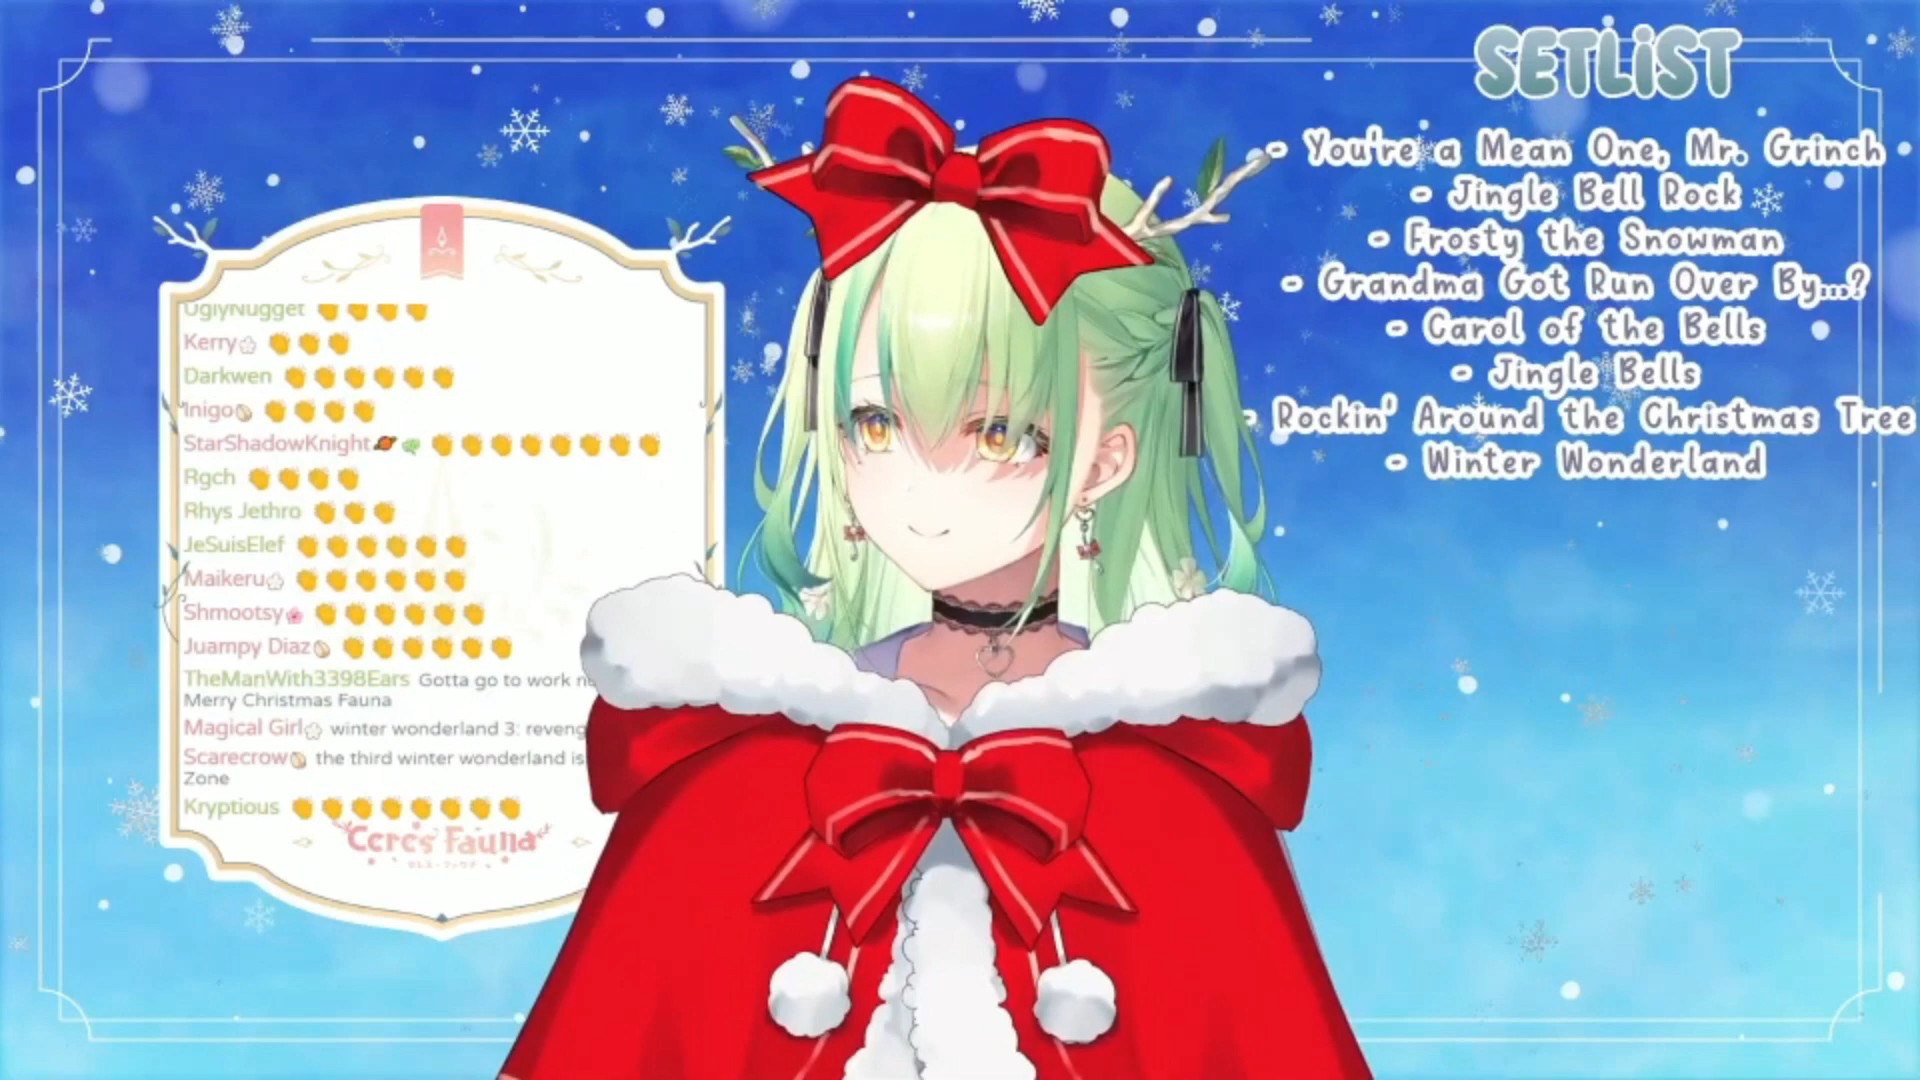 UglyNugget 👏👏👏👏
Kerry 👏👏👏
Darkwen 👏👏👏👏👏👏
Inigo 👏👏👏👏
StarShadowKnight 👏👏👏👏👏👏👏👏
Rgch 👏👏👏👏
Rhys Jethro 👏👏👏
JeSuisElef 👏👏👏👏👏👏
Maikeru 👏👏👏👏👏👏
Shmootsy 👏👏👏👏👏👏
Juampy Diaz 👏👏👏👏👏👏
TheManWith3398Ears Gotta go to work
Merry Christmas Fauna
Magical Girl winter wonderland 3: reveng
Scarecrow the third winter wonderland is
Zone
Kryptious 👏👏👏👏👏👏👏👏
Ceres Fauna
SETLiST
- You're a Mean One, Mr. Grinch
- Jingle Bell Rock
- Frosty the Snowman
- Grandma Got Run Over By...?
- Carol of the Bells
- Jingle Bells
- Rockin' Around the Christmas Tree
- Winter Wonderland